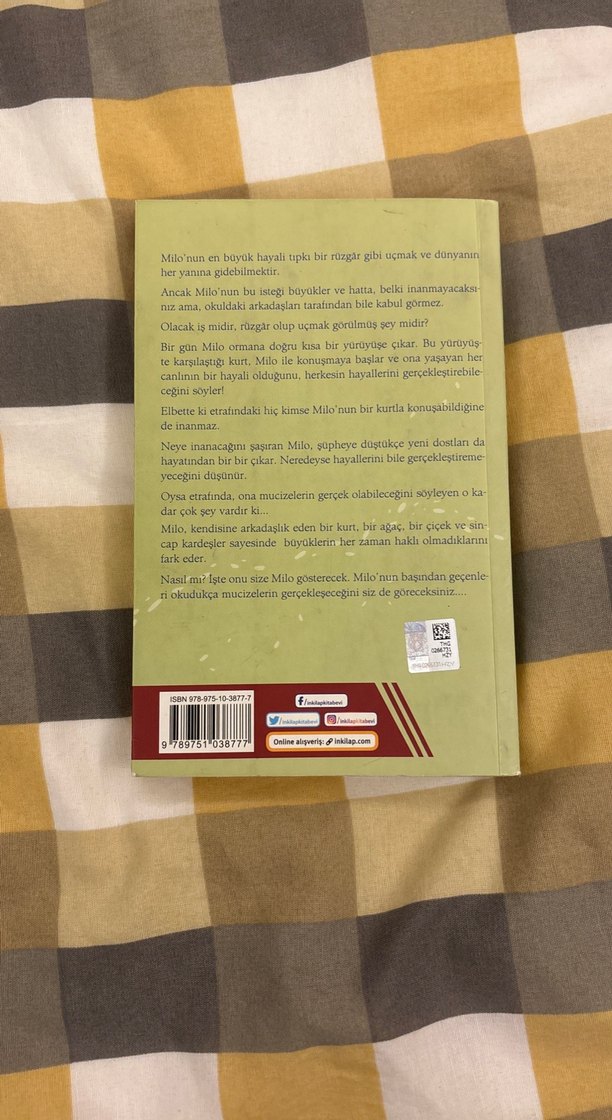 Milo'nun en büyük hayali tıpkı bir rüzgâr gibi uçmak ve dünyanın
her yanına gidebilmektir.
Ancak Milo'nun bu isteği büyükler ve hatta, belki inanmayacaksı-
nız ama, okuldaki arkadaşları tarafından bile kabul görmez.
Olacak iş midir, rüzgâr olup uçmak görülmüş şey midir?
Bir gün Milo ormana doğru kısa bir yürüyüşe çıkar. Bu yürüyüş-
te karşılaştığı kurt, Milo ile konuşmaya başlar ve ona yaşayan her
canlının bir hayali olduğunu, herkesin hayallerini gerçekleştirebile-
ceğini söyler!
Elbette ki etrafındaki hiç kimse Milo'nun bir kurtla konuşabildiğine
de inanmaz.
Neye inanacağını şaşıran Milo, şüpheye düştükçe yeni dostları da
hayatından bir bir çıkar. Neredeyse hayallerini bile gerçekleştireme-
yeceğini düşünür.
Oysa etrafında, ona mucizelerin gerçek olabileceğini söyleyen o ka-
dar çok şey vardır ki...
Milo, kendisine arkadaşlık eden bir kurt, bir ağaç, bir çiçek ve sin-
cap kardeşler sayesinde büyüklerin her zaman haklı olmadıklarını
fark eder.
Nasıl mı? İşte onu size Milo gösterecek. Milo'nun başından geçenle-
ri okudukça mucizelerin gerçekleşeceğini siz de göreceksiniz....
THG
0266731
HZY
ISBN 978-975-10-3877-7
9 789751 038777
f /inkilapkitabevi
/inkilapkitabevi
/inkilapkitabevi
Online alışveriş: inkilap.com